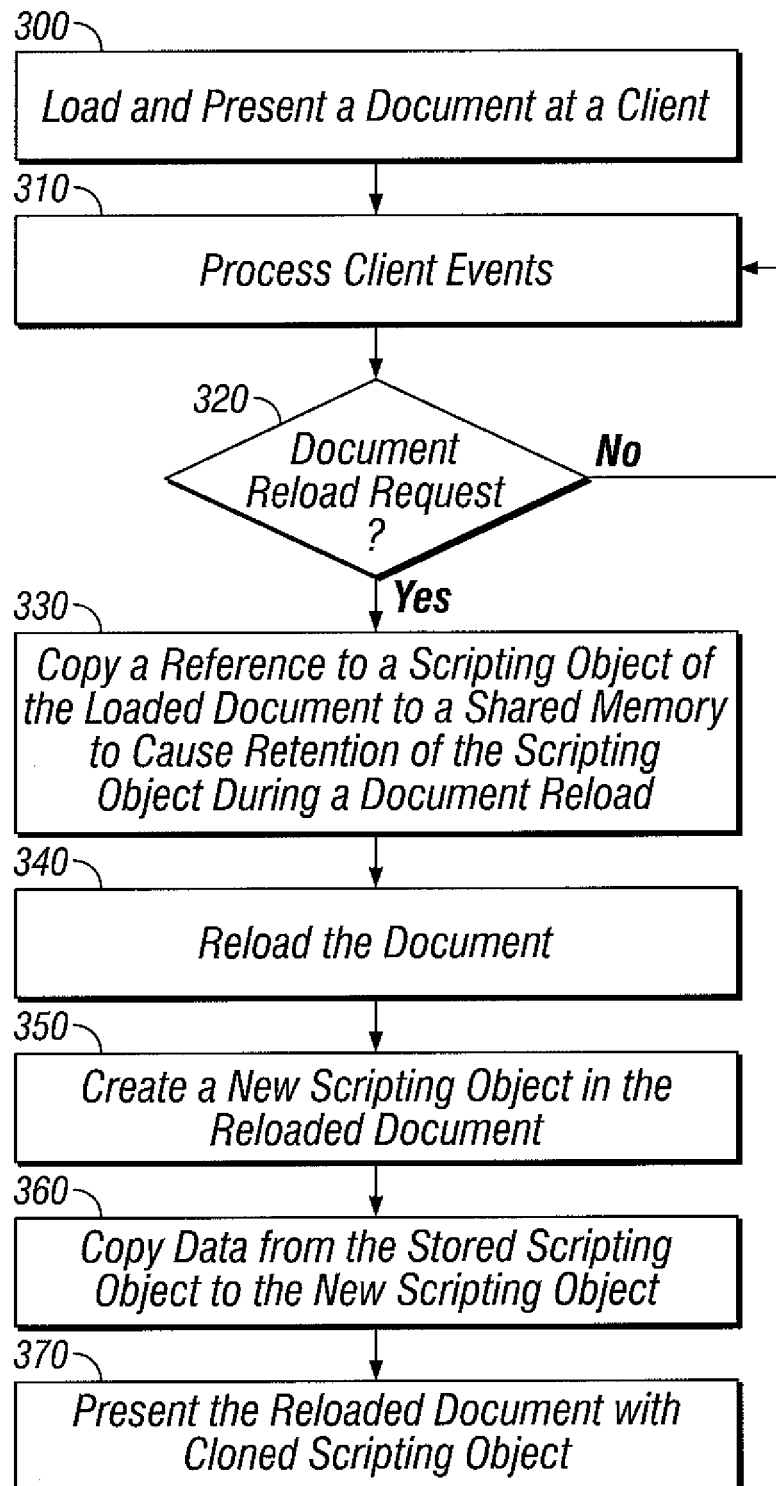 300
Load and Present a Document at a Client
310
Process Client Events
320
Document
Reload Request
?
No
Yes
330
Copy a Reference to a Scripting Object of
the Loaded Document to a Shared Memory
to Cause Retention of the Scripting
Object During a Document Reload
340
Reload the Document
350
Create a New Scripting Object in the
Reloaded Document
360
Copy Data from the Stored Scripting
Object to the New Scripting Object
370
Present the Reloaded Document with
Cloned Scripting Object